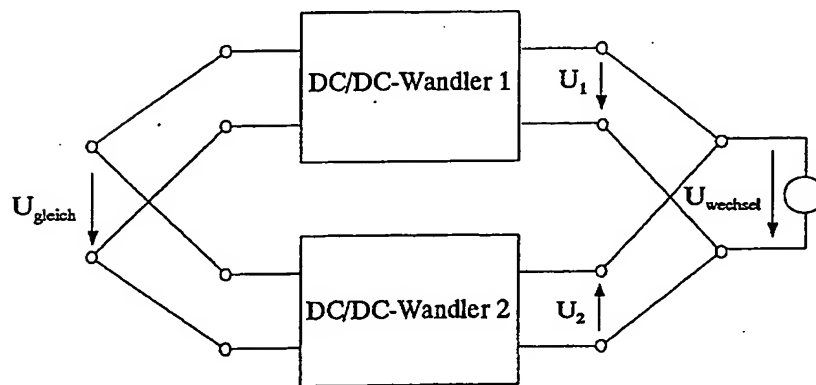 DC/DC-Wandler 1
U1
Ugleich
Uwechsel
DC/DC-Wandler 2
U2